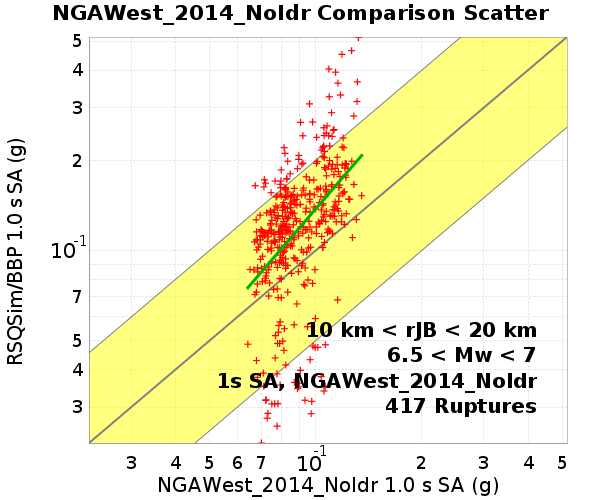 NGAWest_2014_NoIdr Comparison Scatter
RSQSim/BBP 1.0 s SA (g)
5
4
3
2
10⁻¹
7
5
4
3
10 km < rJB < 20 km
6.5 < Mw < 7
1s SA, NGAWest_2014_NoIdr
417 Ruptures
3 4 5 6 7 10⁻¹ 2 3 4 5
NGAWest_2014_NoIdr 1.0 s SA (g)